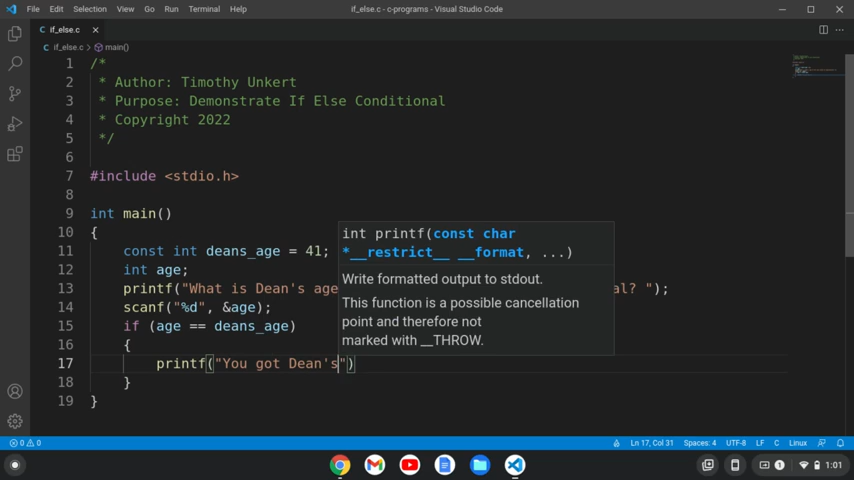 File Edit Selection View Go Run Terminal Help
if_else.c - c-programs - Visual Studio Code
C if_else.c
C if_else.c > main()
1 /*
2 * Author: Timothy Unkert
3 * Purpose: Demonstrate If Else Conditional
4 * Copyright 2022
5 */
6
7 #include <stdio.h>
8
9 int main()
10 {
11 const int deans_age = 41;
12 int age;
13 printf("What is Dean's age al? ");
14 scanf("%d", &age);
15 if (age == deans_age)
16 {
17 printf("You got Dean's")
18 }
19 }
int printf(const char
*__restrict__ __format, ...)
Write formatted output to stdout.
This function is a possible cancellation
point and therefore not
marked with __THROW.
0 0 Ln 17, Col 31 Spaces: 4 UTF-8 LF C Linux
1 1:01